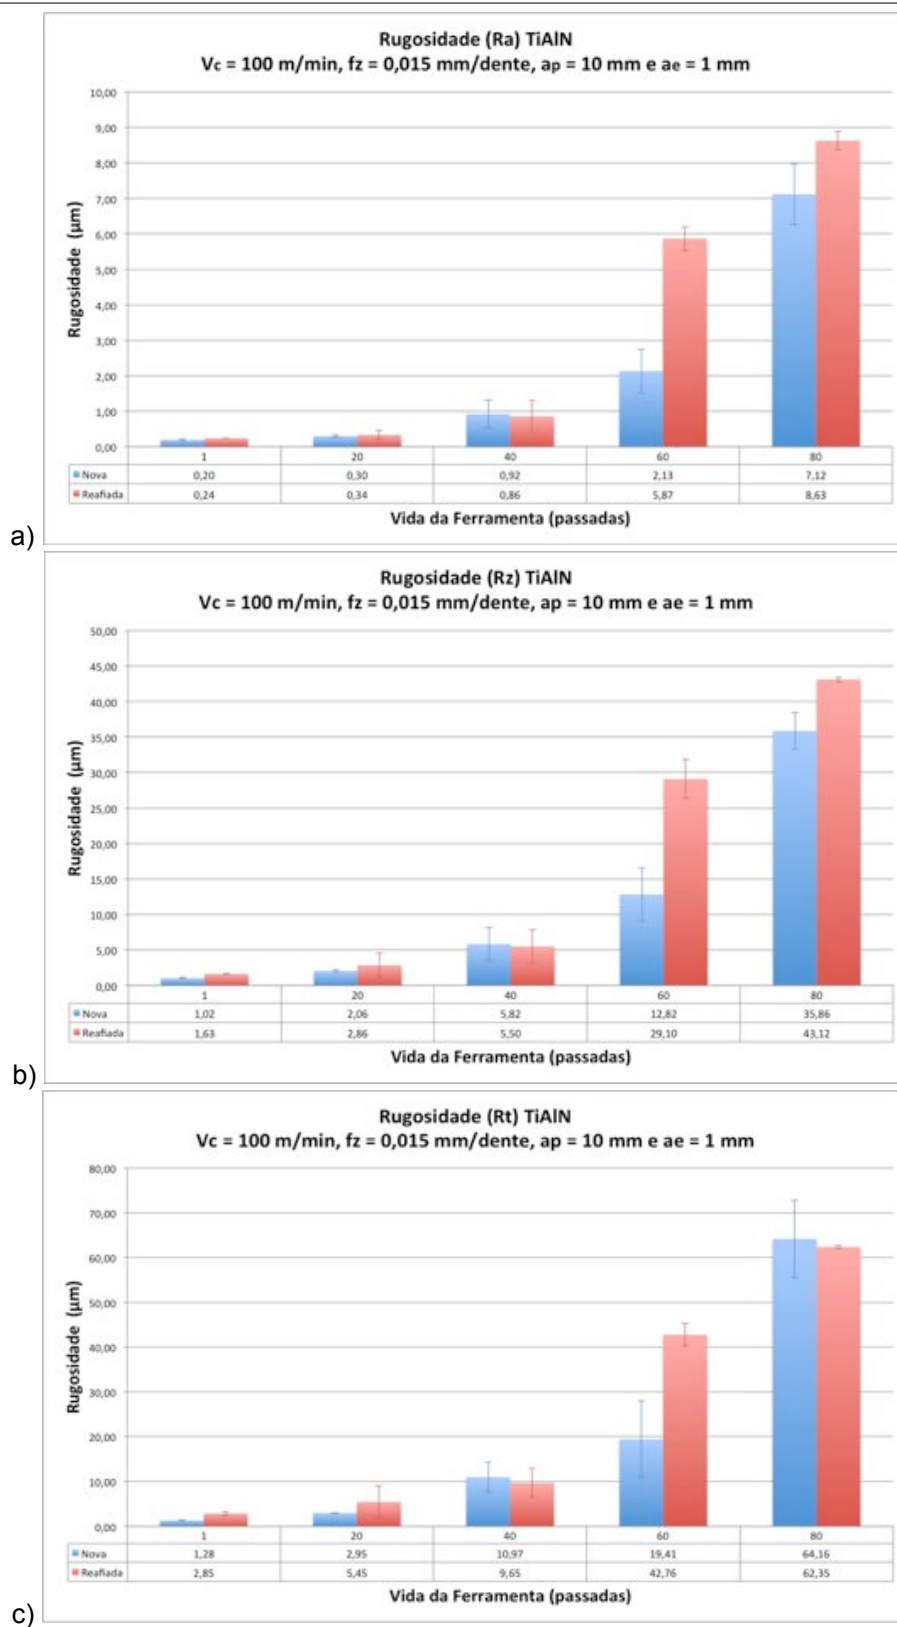 Rugosidade (Ra) TiAlN
Vc = 100 m/min, fz = 0,015 mm/dente, ap = 10 mm e ae = 1 mm
Rugosidade (µm)
10,00
9,00
8,00
7,00
6,00
5,00
4,00
3,00
2,00
1,00
0,00
1 20 40 60 80
Nova 0,20 0,30 0,92 2,13 7,12
Reafiada 0,24 0,34 0,86 5,87 8,63
Vida da Ferramenta (passadas)
a)
Rugosidade (Rz) TiAlN
Vc = 100 m/min, fz = 0,015 mm/dente, ap = 10 mm e ae = 1 mm
Rugosidade (µm)
50,00
45,00
40,00
35,00
30,00
25,00
20,00
15,00
10,00
5,00
0,00
1 20 40 60 80
Nova 1,02 2,06 5,82 12,82 35,86
Reafiada 1,63 2,86 5,50 29,10 43,12
Vida da Ferramenta (passadas)
b)
Rugosidade (Rt) TiAlN
Vc = 100 m/min, fz = 0,015 mm/dente, ap = 10 mm e ae = 1 mm
Rugosidade (µm)
80,00
70,00
60,00
50,00
40,00
30,00
20,00
10,00
0,00
1 20 40 60 80
Nova 1,28 2,95 10,97 19,41 64,16
Reafiada 2,85 5,45 9,65 42,76 62,35
Vida da Ferramenta (passadas)
c)